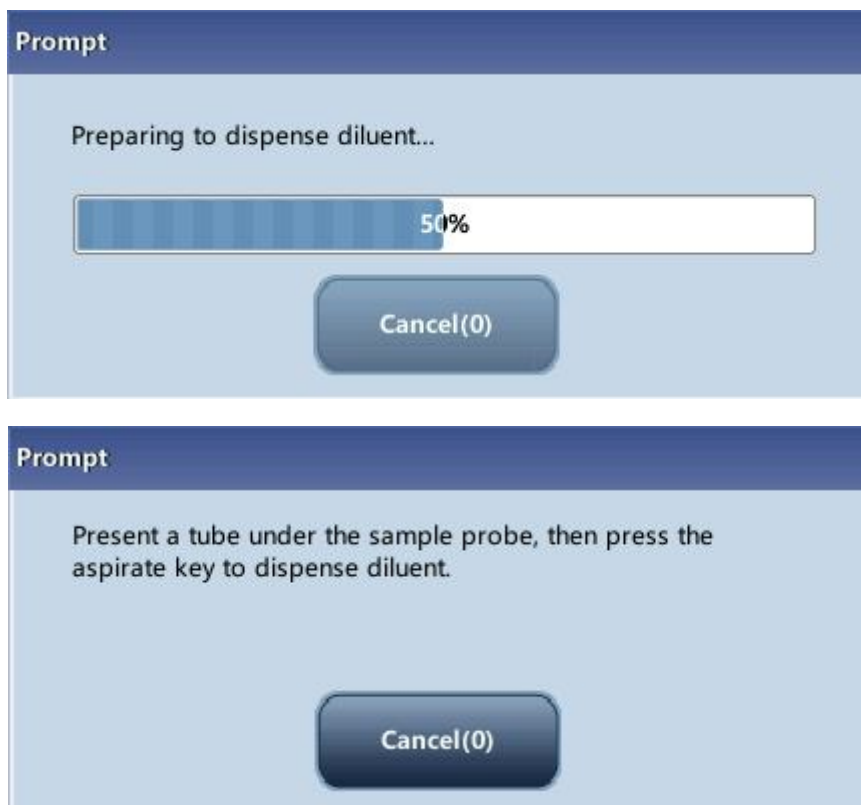 Prompt
Preparing to dispense diluent...
50%
Cancel(0)
Prompt
Present a tube under the sample probe, then press the
aspirate key to dispense diluent.
Cancel(0)